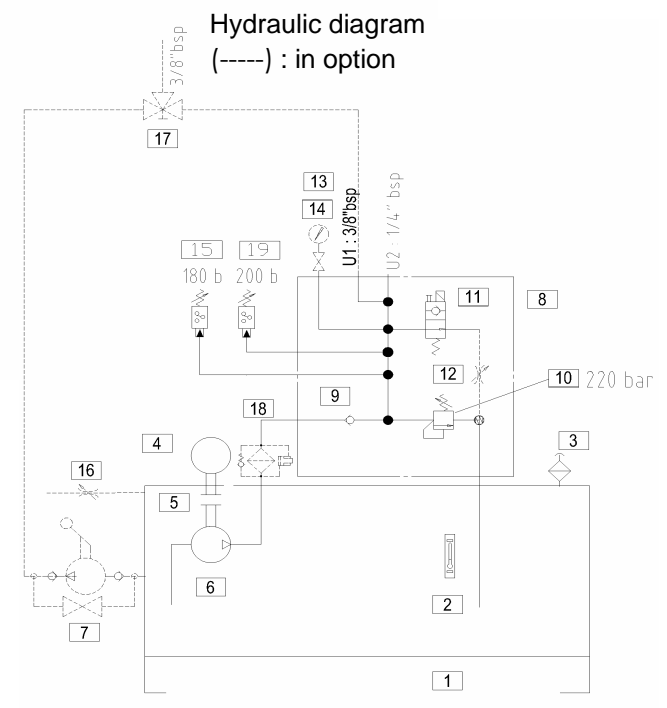 Hydraulic diagram
(-----) : in option
3/8"bsp
17
13
14
U1 : 3/8"bsp
U2 : 1/4" bsp
15
19
180 b
200 b
11
8
12
9
10
220 bar
18
4
3
16
5
6
2
7
1